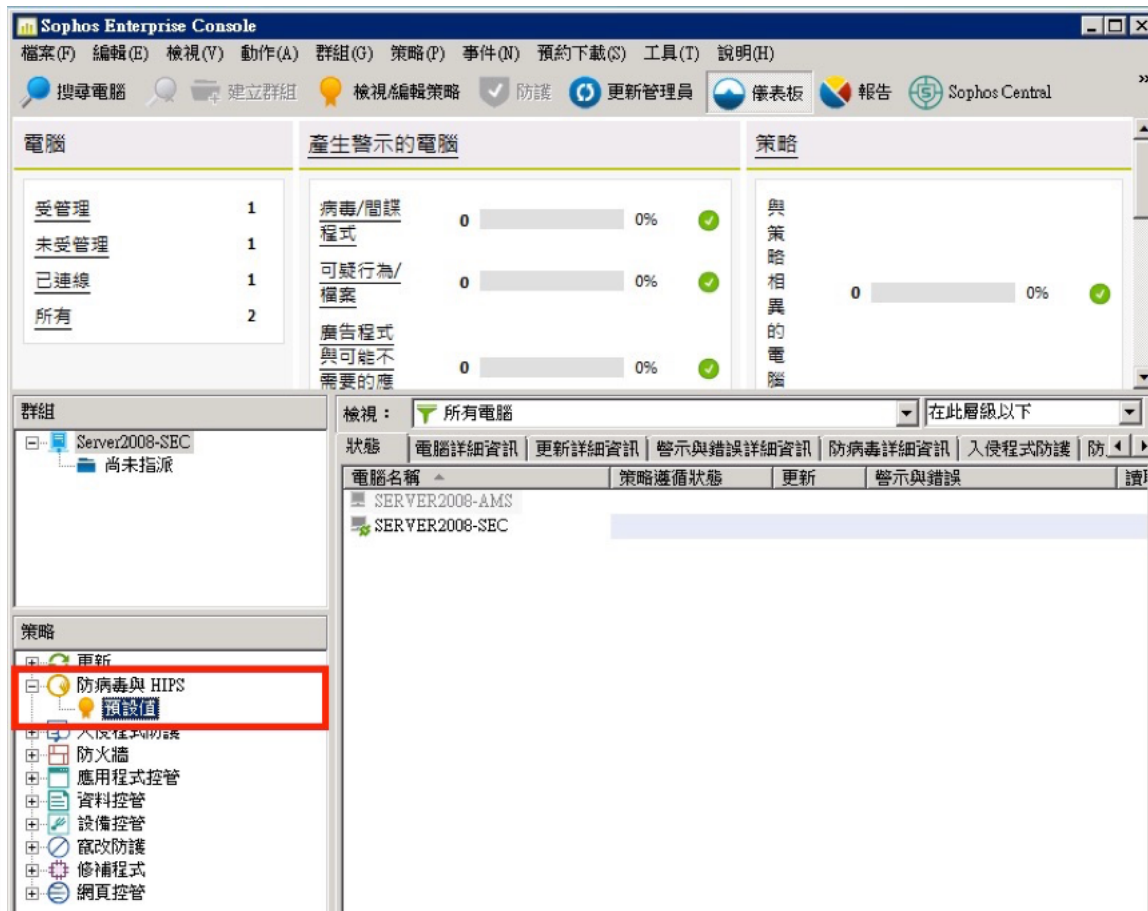 Sophos Enterprise Console
檔案(F) 編輯(E) 檢視(V) 動作(A) 群組(G) 策略(P) 事件(N) 預約下載(S) 工具(T) 說明(H)
搜尋電腦 建立群組 檢視/編輯策略 防護 更新管理員 儀表板 報告 Sophos Central »
電腦
受管理 1
未受管理 1
已連線 1
所有 2
產生警示的電腦
病毒/間諜
程式
0 0%
可疑行為/
檔案
0 0%
廣告程式
與可能不
需要的應
0 0%
策略
與
策
略
相
異
的
電
腦
0 0%
群組
Server2008-SEC
尚未指派
檢視： 所有電腦 在此層級以下
狀態 電腦詳細資訊 更新詳細資訊 警示與錯誤詳細資訊 防病毒詳細資訊 入侵程式防護 防
電腦名稱 策略遵循狀態 更新 警示與錯誤
SERVER2008-AMS
SERVER2008-SEC
策略
更新
防病毒與 HIPS
預設值
入侵程式防護
防火牆
應用程式控管
資料控管
設備控管
竄改防護
修補程式
網頁控管